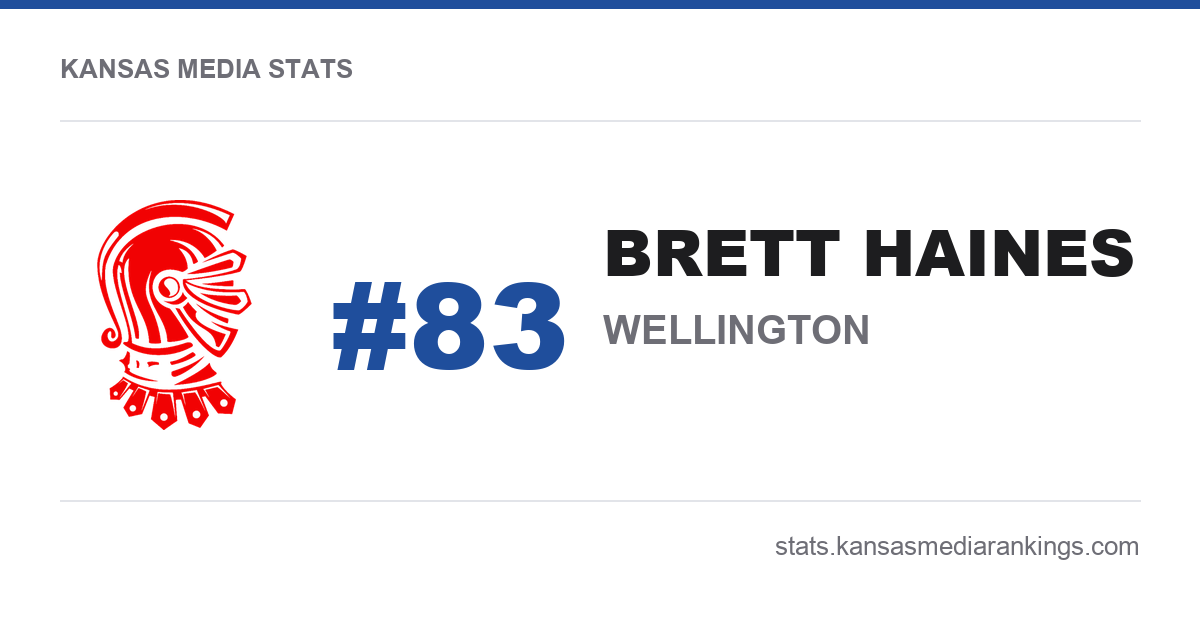 KANSAS MEDIA STATS
#83
BRETT HAINES
WELLINGTON
stats.kansasmediarankings.com